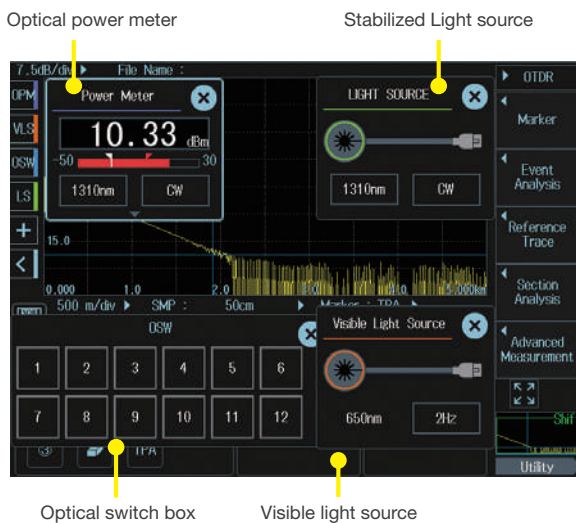 Optical power meter
Stabilized Light source
7.5dB/div File Name :
OTDR
OPM
Power Meter
LIGHT SOURCE
Marker
VLS
10.33 dBm
OSW
-50 30
Event
Analysis
LS
1310nm CW
1310nm CW
Reference
Trace
15.0
0.000 1.0 2.0 5.000km
Section
Analysis
500 m/div SMP : 50cm Marker : TPA
OSW
Visible Light Source
Advanced
Measurement
1 2 3 4 5 6
7 8 9 10 11 12
650nm 2Hz
Shif
TPA
Utility
Optical switch box
Visible light source